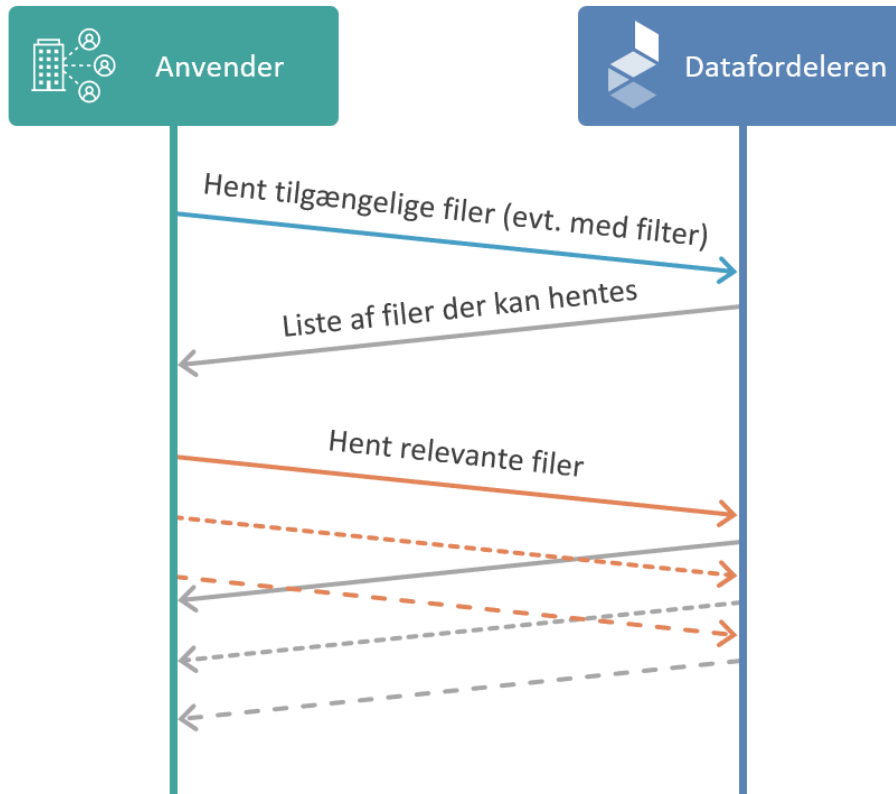 Anvender
Datafordeleren
Hent tilgængelige filer (evt. med filter)
Liste af filer der kan hentes
Hent relevante filer